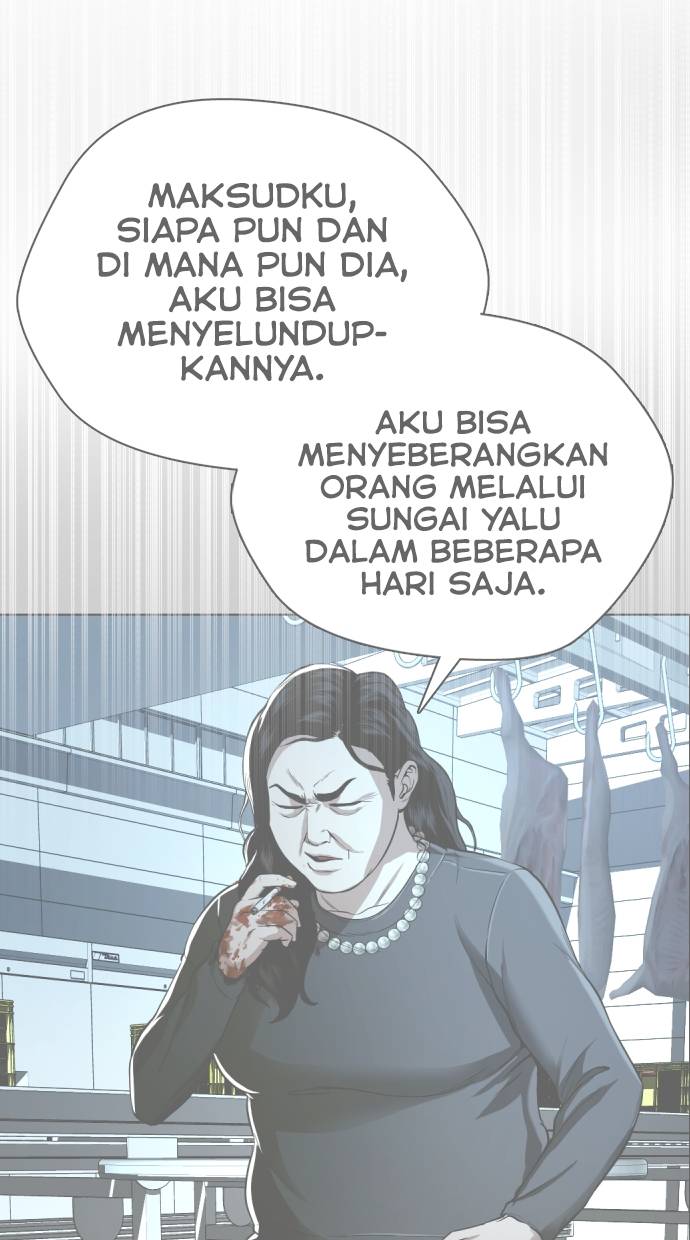 MAKSUDKU,
SIAPA PUN DAN
DI MANA PUN DIA,
AKU BISA
MENYELUNDUP-
KANNYA.
AKU BISA
MENYEBERANGKAN
ORANG MELALUI
SUNGAI YALU
DALAM BEBERAPA
HARI SAJA.